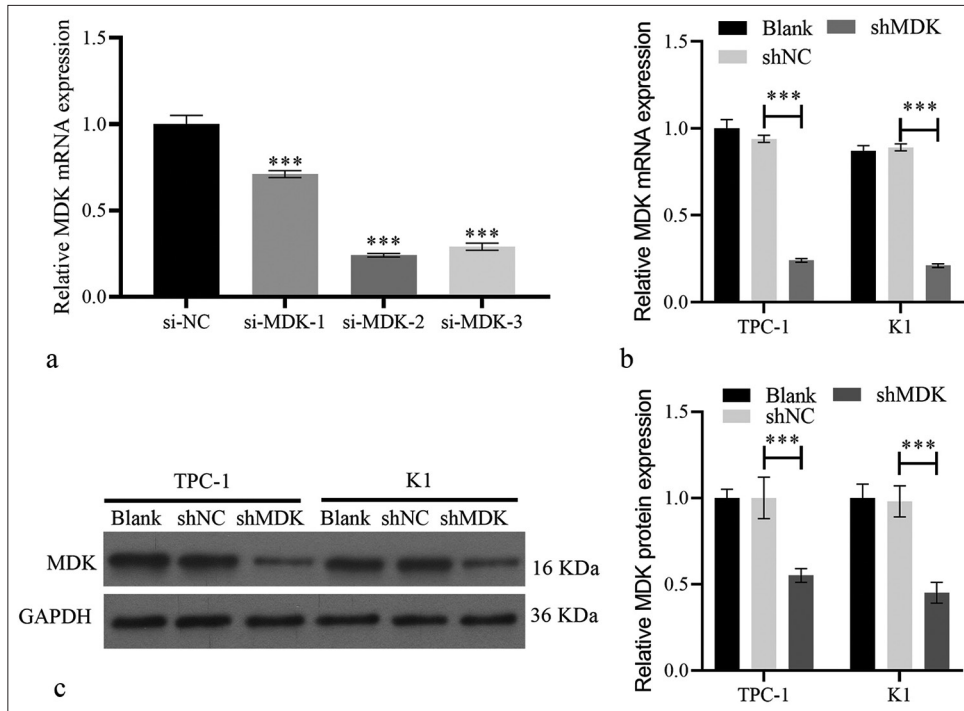 Relative MDK mRNA expression
1.5
1.0
0.5
0.0
***
***
***
si-NC si-MDK-1 si-MDK-2 si-MDK-3
a
Relative MDK mRNA expression
Blank shMDK
shNC
1.5
1.0
0.5
0.0
***
***
TPC-1 K1
b
TPC-1 K1
Blank shNC shMDK Blank shNC shMDK
MDK 16 KDa
GAPDH 36 KDa
c
Relative MDK protein expression
Blank shMDK
shNC
1.5
1.0
0.5
0.0
***
***
TPC-1 K1